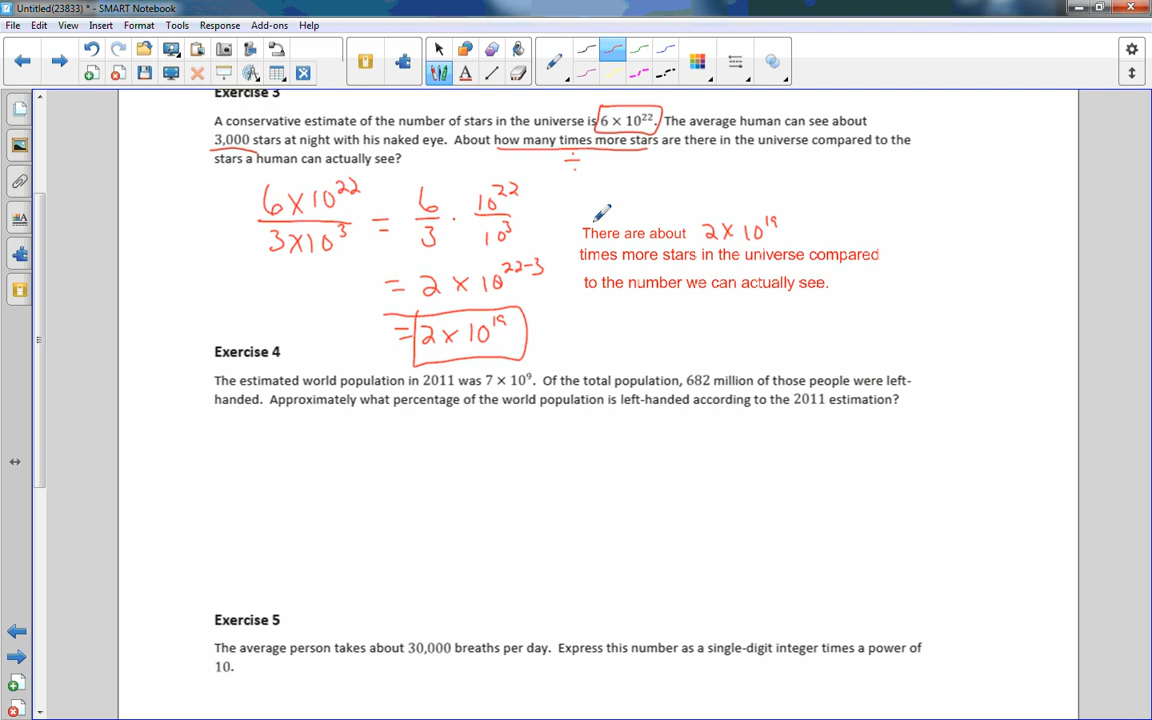 Untitled(23833) * - SMART Notebook
File Edit View Insert Format Tools Response Add-ons Help
Exercise 3
A conservative estimate of the number of stars in the universe is 6 × 10²². The average human can see about
3,000 stars at night with his naked eye. About how many times more stars are there in the universe compared to the
stars a human can actually see?
÷
6 × 10²² / 3 × 10³ = 6/3 · 10²²/10³
= 2 × 10²²⁻³
= 2 × 10¹⁹
There are about 2 × 10¹⁹
times more stars in the universe compared
to the number we can actually see.
Exercise 4
The estimated world population in 2011 was 7 × 10⁹. Of the total population, 682 million of those people were left-
handed. Approximately what percentage of the world population is left-handed according to the 2011 estimation?
Exercise 5
The average person takes about 30,000 breaths per day. Express this number as a single-digit integer times a power of
10.